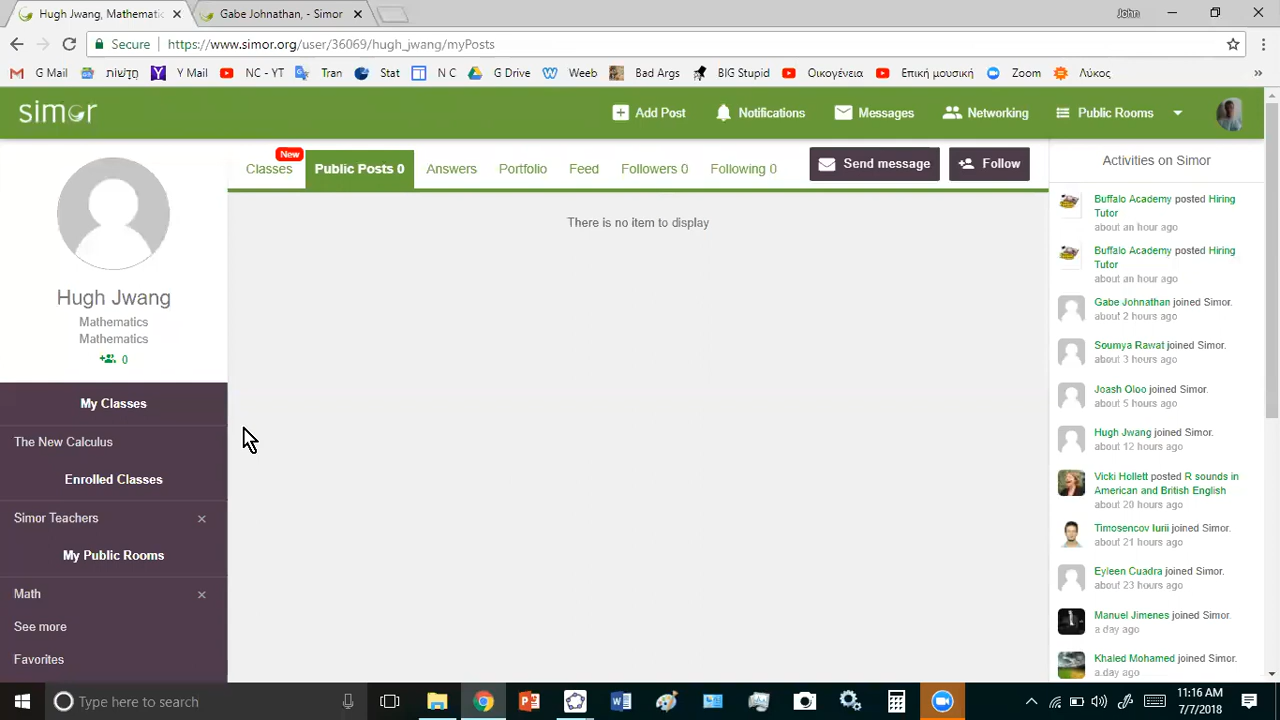 Hugh Jwang, Mathematic
Gabe Johnathan, - Simor
John
Secure
https://www.simor.org/user/36069/hugh_jwang/myPosts
G Mail
רָשׁוֹת
Y Mail
NC - YT
Tran
Stat
N C
G Drive
Weeb
Bad Args
BIG Stupid
Οικογένεια
Επική μουσική
Zoom
Λύκος
simor
Add Post
Notifications
Messages
Networking
Public Rooms
Hugh Jwang
Mathematics
Mathematics
0
My Classes
The New Calculus
Enrolled Classes
Simor Teachers
My Public Rooms
Math
See more
Favorites
New
Classes
Public Posts 0
Answers
Portfolio
Feed
Followers 0
Following 0
Send message
Follow
There is no item to display
Activities on Simor
Buffalo Academy posted Hiring
Tutor
about an hour ago
Buffalo Academy posted Hiring
Tutor
about an hour ago
Gabe Johnathan joined Simor.
about 2 hours ago
Soumya Rawat joined Simor.
about 3 hours ago
Joash Oloo joined Simor.
about 5 hours ago
Hugh Jwang joined Simor.
about 12 hours ago
Vicki Hollett posted R sounds in
American and British English
about 20 hours ago
Timosencov Iurii joined Simor.
about 21 hours ago
Eyleen Cuadra joined Simor.
about 23 hours ago
Manuel Jimenes joined Simor.
a day ago
Khaled Mohamed joined Simor.
a day ago
Type here to search
11:16 AM
7/7/2018